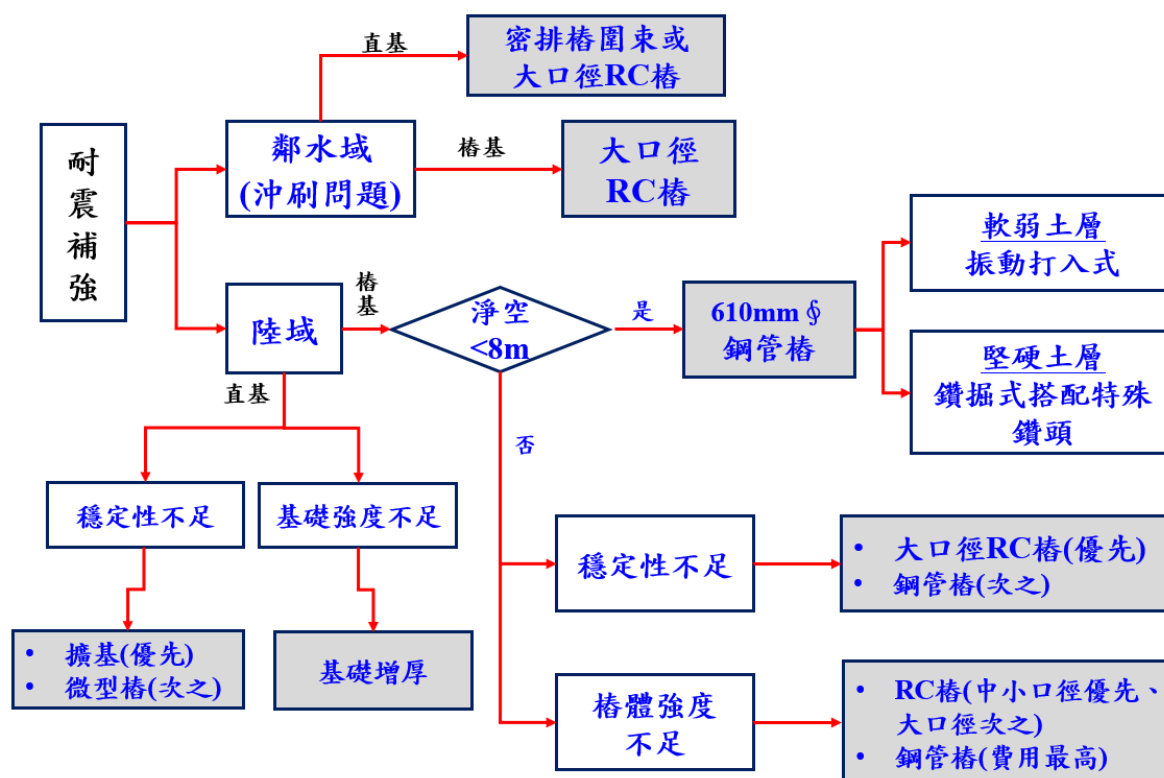 直基
密排樁圍束或
大口徑RC樁
耐
震
補
強
鄰水域
(沖刷問題)
樁基
大口徑
RC樁
軟弱土層
振動打入式
陸域
樁
基
淨空
<8m
是
610mm∮
鋼管樁
堅硬土層
鑽掘式搭配特殊
鑽頭
直基
否
穩定性不足
基礎強度不足
穩定性不足
• 大口徑RC樁(優先)
• 鋼管樁(次之)
• 擴基(優先)
• 微型樁(次之)
基礎增厚
樁體強度
不足
• RC樁(中小口徑優先、
大口徑次之)
• 鋼管樁(費用最高)